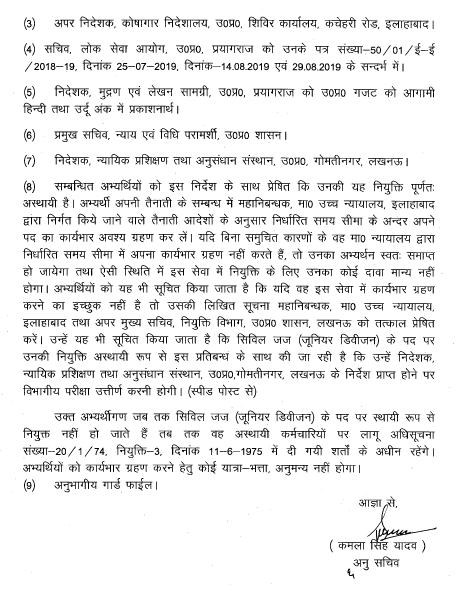 (3) अपर निदेशक, कोषागार निदेशालय, उ0प्र0, शिविर कार्यालय, कचेहरी रोड, इलाहाबाद।
(4) सचिव, लोक सेवा आयोग, उ0प्र0, प्रयागराज को उनके पत्र संख्या-50/01/ई-ई
/2018-19, दिनांक 25-07-2019, दिनांक-14.08.2019 एवं 29.08.2019 के सन्दर्भ में।
(5) निदेशक, मुद्रण एवं लेखन सामग्री, उ0प्र0, प्रयागराज को उ0प्र0 गजट को आगामी
हिन्दी तथा उर्दू अंक में प्रकाशनार्थ।
(6) प्रमुख सचिव, न्याय एवं विधि परामर्शी, उ0प्र0 शासन।
(7) निदेशक, न्यायिक प्रशिक्षण तथा अनुसंधान संस्थान, उ0प्र0, गोमतीनगर, लखनऊ।
(8) सम्बन्धित अभ्यर्थियों को इस निर्देश के साथ प्रेषित कि उनकी यह नियुक्ति पूर्णतः
अस्थायी है। अभ्यर्थी अपनी तैनाती के सम्बन्ध में महानिबन्धक, मा0 उच्च न्यायालय, इलाहाबाद
द्वारा निर्गत किये जाने वाले तैनाती आदेशों के अनुसार निर्धारित समय सीमा के अन्दर अपने
पद का कार्यभार अवश्य ग्रहण कर लें। यदि बिना समुचित कारणों के वह मा0 न्यायालय द्वारा
निर्धारित समय सीमा में अपना कार्यभार ग्रहण नहीं करते हैं, तो उनका अभ्यर्थन स्वतः समाप्त
हो जायेगा तथा ऐसी स्थिति में इस सेवा में नियुक्ति के लिए उनका कोई दावा मान्य नहीं
होगा। अभ्यर्थियों को यह भी सूचित किया जाता है कि यदि वह इस सेवा में कार्यभार ग्रहण
करने का इच्छुक नहीं है तो उसकी लिखित सूचना महानिबन्धक, मा0 उच्च न्यायालय,
इलाहाबाद तथा अपर मुख्य सचिव, नियुक्ति विभाग, उ0प्र0 शासन, लखनऊ को तत्काल प्रेषित
करें। उन्हें यह भी सूचित किया जाता है कि सिविल जज (जूनियर डिवीजन) के पद पर
उनकी नियुक्ति अस्थायी रूप से इस प्रतिबन्ध के साथ की जा रही है कि उन्हें निदेशक,
न्यायिक प्रशिक्षण तथा अनुसंधान संस्थान, उ0प्र0,गोमतीनगर, लखनऊ के निर्देश प्राप्त होने पर
विभागीय परीक्षा उत्तीर्ण करनी होगी। (स्पीड पोस्ट से)
उक्त अभ्यर्थीगण जब तक सिविल जज (जूनियर डिवीजन) के पद पर स्थायी रूप से
नियुक्त नहीं हो जाते हैं तब तक वह अस्थायी कर्मचारियों पर लागू अधिसूचना
संख्या-20/1/74, नियुक्ति-3, दिनांक 11-6-1975 में दी गयी शर्तों के अधीन रहेंगे।
अभ्यर्थियों को कार्यभार ग्रहण करने हेतु कोई यात्रा-भत्ता, अनुमन्य नहीं होगा।
(9) अनुभागीय गार्ड फाईल।
आज्ञा से,
( कमला सिंह यादव )
अनु सचिव